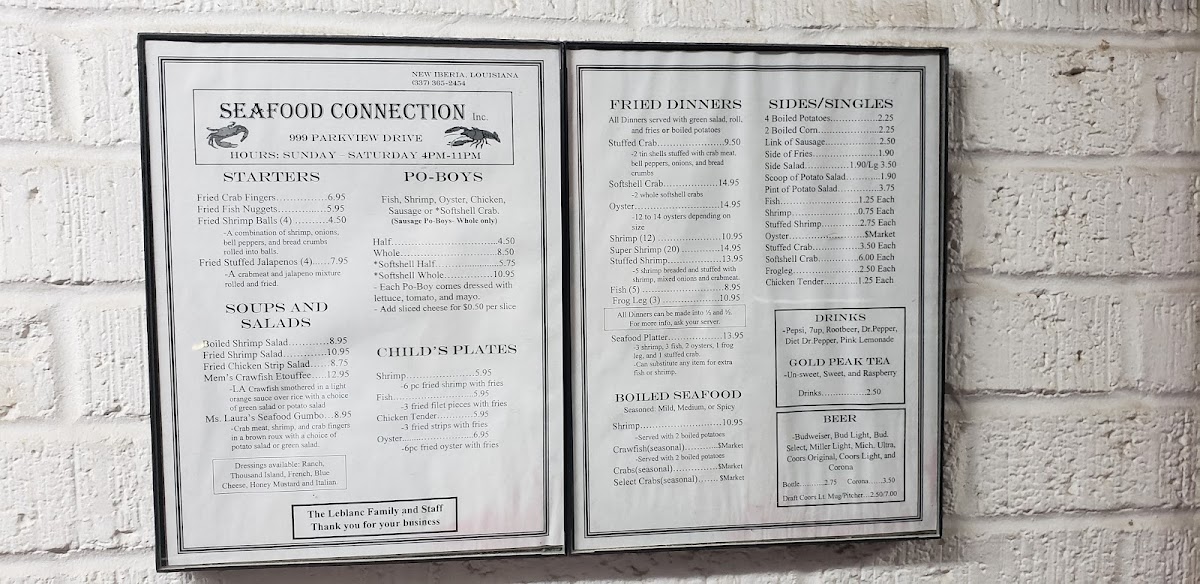 NEW IBERIA, LOUISIANA
(337) 365-2454
SEAFOOD CONNECTION Inc.
999 PARKVIEW DRIVE
HOURS: SUNDAY – SATURDAY 4PM-11PM
STARTERS
Fried Crab Fingers....................6.95
Fried Fish Nuggets....................5.95
Fried Shrimp Balls (4)................4.50
-A combination of shrimp, onions,
bell peppers, and bread crumbs
rolled into balls.
Fried Stuffed Jalapenos (4)......7.95
-A crabmeat and jalapeno mixture
rolled and fried.
SOUPS AND
SALADS
Boiled Shrimp Salad..............8.95
Fried Shrimp Salad...............10.95
Fried Chicken Strip Salad......8.75
Mem's Crawfish Etouffee.....12.95
-LA Crawfish smothered in a light
orange sauce over rice with a choice
of green salad or potato salad
Ms. Laura's Seafood Gumbo...8.95
-Crab meat, shrimp, and crab fingers
in a brown roux with a choice of
potato salad or green salad.
Dressings available: Ranch,
Thousand Island, French, Blue
Cheese, Honey Mustard and Italian
PO-BOYS
Fish, Shrimp, Oyster, Chicken,
Sausage or *Softshell Crab.
(Sausage Po-Boys- Whole only)
Half....................................4.50
Whole.................................8.50
*Softshell Half.....................5.75
*Softshell Whole.................10.95
- Each Po-Boy comes dressed with
lettuce, tomato, and mayo.
- Add sliced cheese for $0.50 per slice
CHILD'S PLATES
Shrimp.......................5.95
-6 pc fried shrimp with fries
Fish...........................5.95
-3 fried filet pieces with fries
Chicken Tender............5.95
-3 fried strips with fries
Oyster........................6.95
-6pc fried oyster with fries
The Leblanc Family and Staff
Thank you for your business
FRIED DINNERS
All Dinners served with green salad, roll,
and fries or boiled potatoes
Stuffed Crab.........................9.50
-2 tin shells stuffed with crab meat,
bell peppers, onions, and bread
crumbs
Softshell Crab....................14.95
-2 whole softshell crabs
Oyster...............................14.95
-12 to 14 oysters depending on
size
Shrimp (12)........................10.95
Super Shrimp (20)...............14.95
Stuffed Shrimp....................13.95
-5 shrimp breaded and stuffed with
shrimp, mixed onions and crabmeat.
Fish (5)..............................8.95
Frog Leg (3).......................10.95
All Dinners can be made into ½ and ½.
For more info, ask your server.
Seafood Platter....................13.95
-3 shrimp, 3 fish, 2 oysters, 1 frog
leg, and 1 stuffed crab.
-Can substitute any item for extra
fish or shrimp.
BOILED SEAFOOD
Seasoned: Mild, Medium, or Spicy
Shrimp..............................10.95
-Served with 2 boiled potatoes
Crawfish(seasonal)..............$Market
-Served with 2 boiled potatoes
Crabs(seasonal)..................$Market
Select Crabs(seasonal).........$Market
SIDES/SINGLES
4 Boiled Potatoes................2.25
2 Boiled Corn.....................2.25
Link of Sausage..................2.50
Side of Fries......................1.90
Side Salad...............1.90/Lg 3.50
Scoop of Potato Salad..........1.90
Pint of Potato Salad.............3.75
Fish.............................1.25 Each
Shrimp.........................0.75 Each
Stuffed Shrimp...............2.75 Each
Oyster..........................$Market
Stuffed Crab..................3.50 Each
Softshell Crab................6.00 Each
Frogleg.........................2.50 Each
Chicken Tender...............1.25 Each
DRINKS
-Pepsi, 7up, Rootbeer, Dr.Pepper,
Diet Dr.Pepper, Pink Lemonade
GOLD PEAK TEA
-Un-sweet, Sweet, and Raspberry
Drinks..................2.50
BEER
-Budweiser, Bud Light, Bud.
Select, Miller Light, Mich. Ultra,
Coors Original, Coors Light, and
Corona
Bottle..........2.75 Corona......3.50
Draft Coors Lt. Mug/Pitcher...2.50/7.00